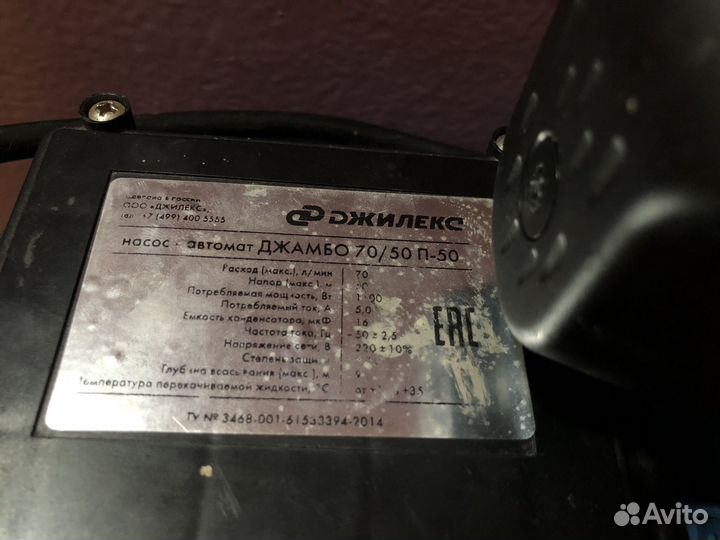 СДЕЛАНО В РОССИИ
ООО «ДЖИЛЕКС»
+7 (499) 400 5555
ДЖИЛЕКС
насос - автомат ДЖАМБО 70/50 П-50
Расход (макс.), л/мин 70
Напор (макс.), м
Потребляемая мощность, Вт
Потребляемый ток, А 5,0
Емкость конденсатора, мкФ 16
Частота тока, Гц 50 ± 2,5
Напряжение сети, В 220 ± 10%
Степень
Глубина всасывания (макс.), м 9
Температура перекачиваемой жидкости, °С от +35
ЕАС
ТУ № 3468-001-61533394-2014
Avito